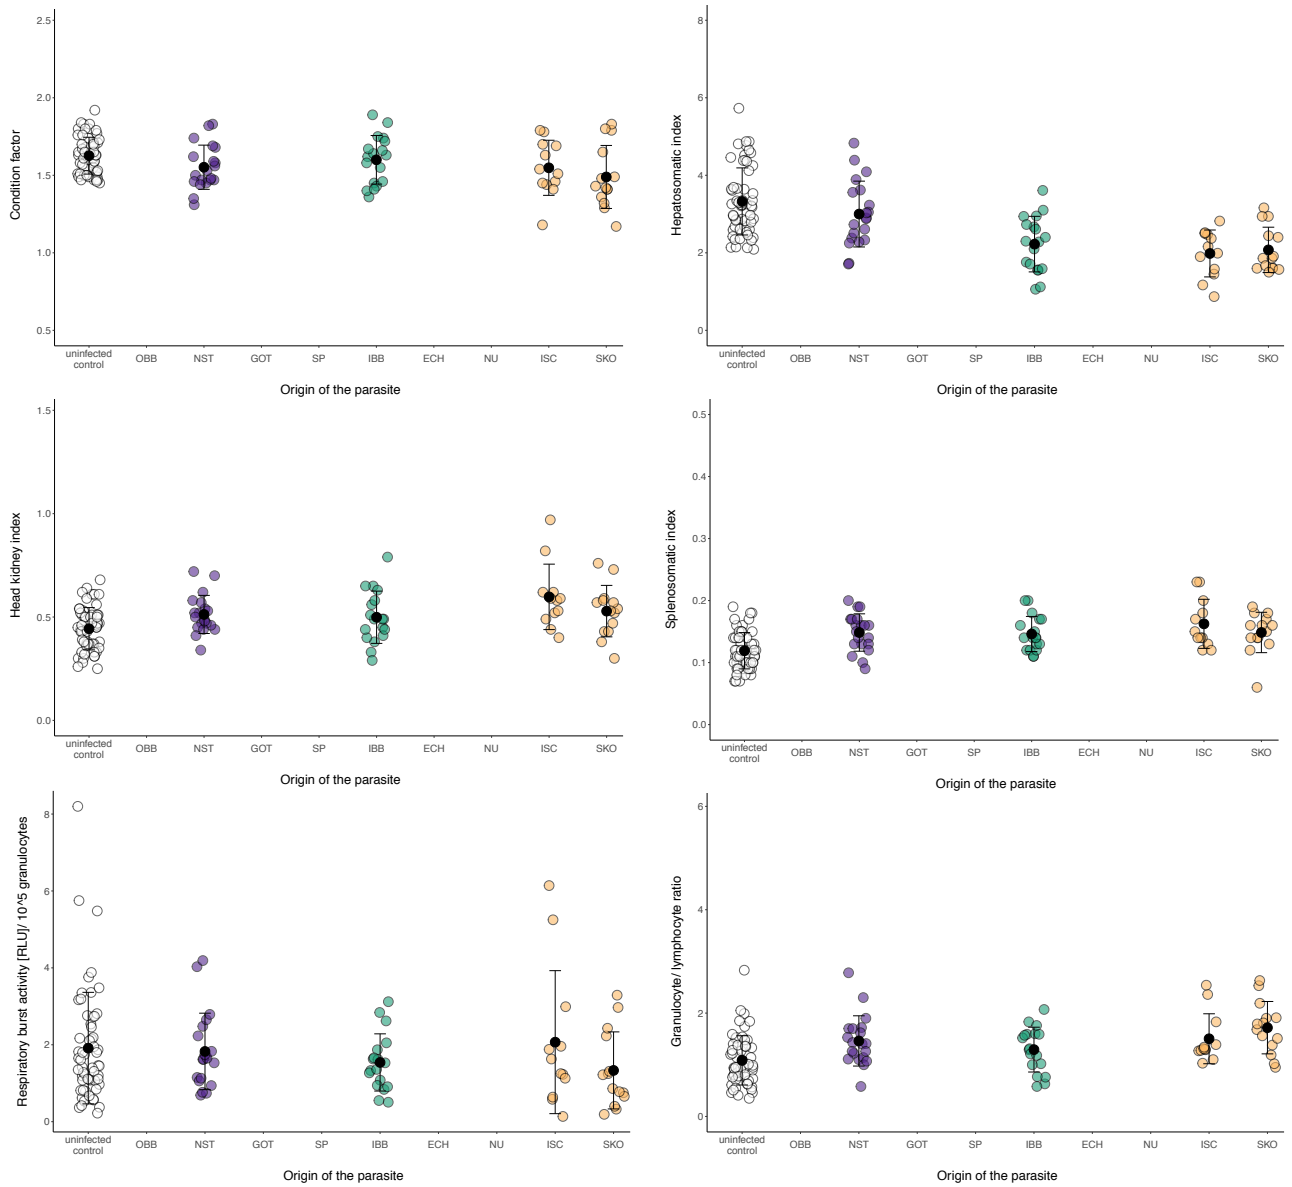 Condition factor
2.5
2.0
1.5
1.0
0.5
uninfected control OBB NST GOT SP IBB ECH NU ISC SKO
Origin of the parasite
Hepatosomatic index
8
6
4
2
0
uninfected control OBB NST GOT SP IBB ECH NU ISC SKO
Origin of the parasite
Head kidney index
1.5
1.0
0.5
0.0
uninfected control OBB NST GOT SP IBB ECH NU ISC SKO
Origin of the parasite
Splenosomatic index
0.5
0.4
0.3
0.2
0.1
0.0
uninfected control OBB NST GOT SP IBB ECH NU ISC SKO
Origin of the parasite
Respiratory burst activity [RLU]/ 10^5 granulocytes
8
6
4
2
0
uninfected control OBB NST GOT SP IBB ECH NU ISC SKO
Origin of the parasite
Granulocyte/ lymphocyte ratio
6
4
2
0
uninfected control OBB NST GOT SP IBB ECH NU ISC SKO
Origin of the parasite